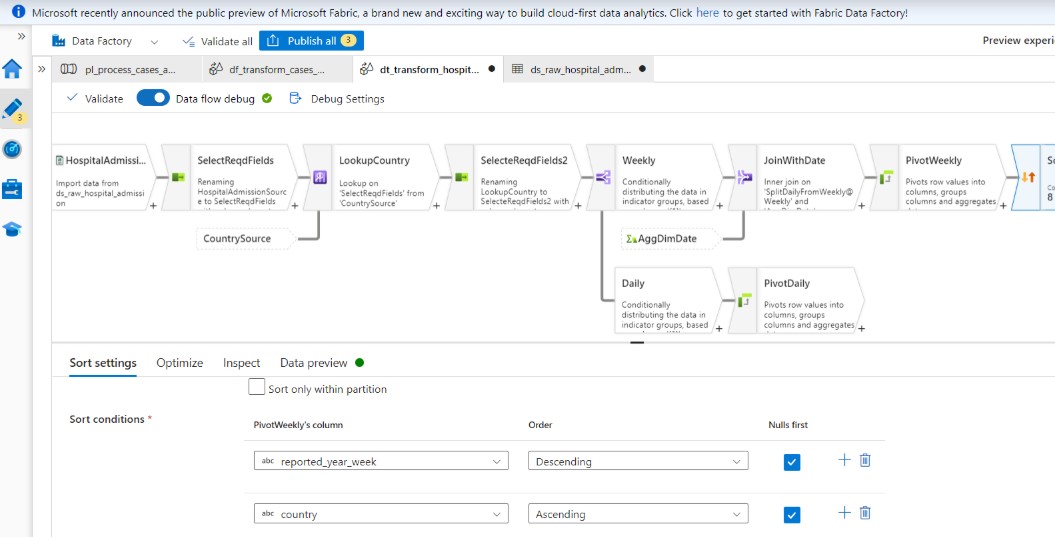 Microsoft recently announced the public preview of Microsoft Fabric, a brand new and exciting way to build cloud-first data analytics. Click here to get started with Fabric Data Factory!
Data Factory
Validate all
Publish all 3
Preview experi
pl_process_cases_a...
df_transform_cases_...
dt_transform_hospit...
ds_raw_hospital_adm...
3
Validate
Data flow debug
Debug Settings
HospitalAdmissi...
Import data from
ds_raw_hospital_admissi
on
+
SelectReqdFields
Renaming
HospitalAdmissionSourc
e to SelectReqdFields
+
LookupCountry
Lookup on
'SelectReqdFields' from
'CountrySource'
+
SelecteReqdFields2
Renaming
LookupCountry to
SelecteReqdFields2 with
+
Weekly
Conditionally
distributing the data in
indicator groups, based
+
JoinWithDate
Inner join on
'SplitDailyFromWeekly@
Weekly' and
+
PivotWeekly
Pivots row values into
columns, groups
columns and aggregates
+
8
CountrySource
AggDimDate
Daily
Conditionally
distributing the data in
indicator groups, based
+
PivotDaily
Pivots row values into
columns, groups
columns and aggregates
+
Sort settings
Optimize
Inspect
Data preview
Sort only within partition
Sort conditions *
PivotWeekly's column
Order
Nulls first
abc reported_year_week
Descending
abc country
Ascending